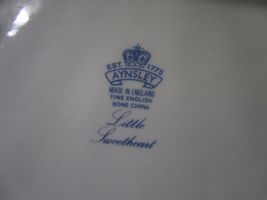 EST. 1775
AYNSLEY
MADE IN ENGLAND
FINE ENGLISH
BONE CHINA
Little
Sweetheart